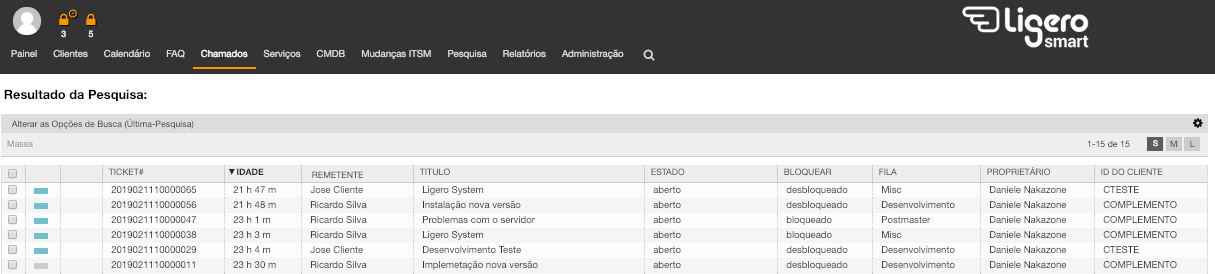 3 5
Ligero
smart
Painel Clientes Calendário FAQ Chamados Serviços CMDB Mudanças ITSM Pesquisa Relatórios Administração
Resultado da Pesquisa:
Alterar as Opções de Busca (Última-Pesquisa)
Massa 1-15 de 15 S M L
TICKET# ▼IDADE REMETENTE TITULO ESTADO BLOQUEAR FILA PROPRIETÁRIO ID DO CLIENTE
2019021110000065 21 h 47 m Jose Cliente Ligero System aberto desbloqueado Misc Daniele Nakazone CTESTE
2019021110000056 21 h 48 m Ricardo Silva Instalação nova versão aberto desbloqueado Desenvolvimento Daniele Nakazone COMPLEMENTO
2019021110000047 23 h 1 m Ricardo Silva Problemas com o servidor aberto bloqueado Postmaster Daniele Nakazone COMPLEMENTO
2019021110000038 23 h 3 m Ricardo Silva Ligero System aberto bloqueado Misc Daniele Nakazone COMPLEMENTO
2019021110000029 23 h 4 m Jose Cliente Desenvolvimento Teste aberto desbloqueado Desenvolvimento Daniele Nakazone CTESTE
2019021110000011 23 h 30 m Ricardo Silva Implemetação nova versão aberto desbloqueado Desenvolvimento Daniele Nakazone COMPLEMENTO